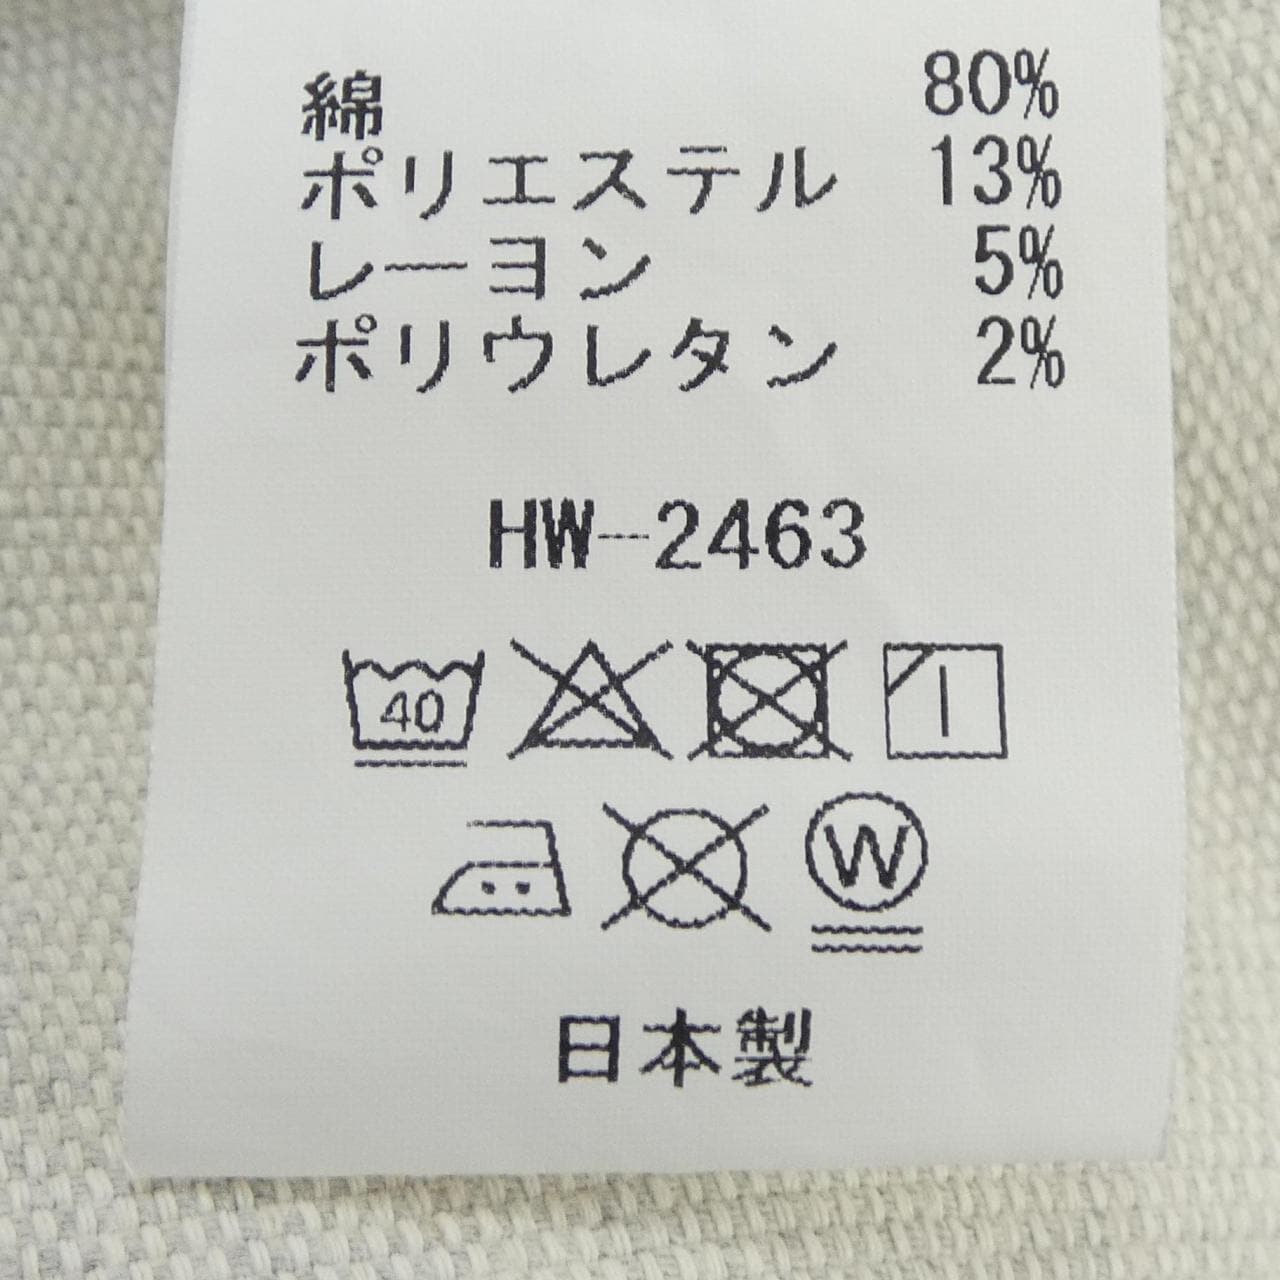 綿 80%
ポリエステル 13%
レーヨン 5%
ポリウレタン 2%
HW-2463
40
W
日本製